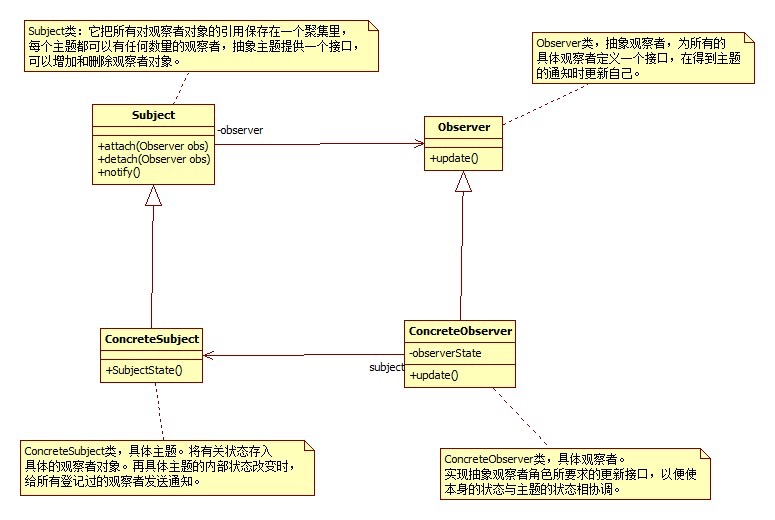 Subject类：它把所有对观察者对象的引用保存在一个聚集里，
每个主题都可以有任何数量的观察者，抽象主题提供一个接口，
可以增加和删除观察者对象。
Observer类，抽象观察者，为所有的
具体观察者定义一个接口，在得到主题
的通知时更新自己。
Subject
+attach(Observer obs)
+detach(Observer obs)
+notify()
-observer
Observer
+update()
ConcreteSubject
+SubjectState()
subject
ConcreteObserver
-observerState
+update()
ConcreteSubject类，具体主题。将有关状态存入
具体的观察者对象。再具体主题的内部状态改变时，
给所有登记过的观察者发送通知。
ConcreteObserver类，具体观察者。
实现抽象观察者角色所要求的更新接口，以便使
本身的状态与主题的状态相协调。